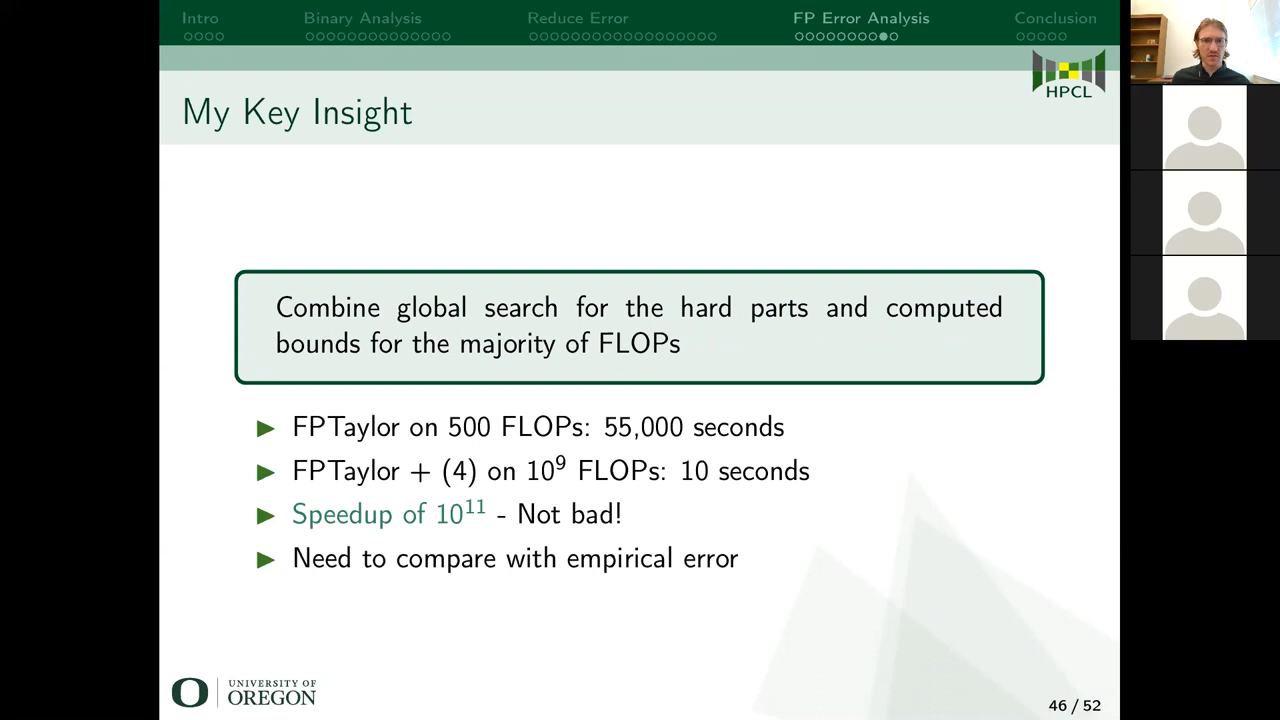 Intro Binary Analysis Reduce Error FP Error Analysis Conclusion
HPCL
My Key Insight
Combine global search for the hard parts and computed
bounds for the majority of FLOPs
FPTaylor on 500 FLOPs: 55,000 seconds
FPTaylor + (4) on 10⁹ FLOPs: 10 seconds
Speedup of 10¹¹ - Not bad!
Need to compare with empirical error
UNIVERSITY OF
OREGON
46 / 52